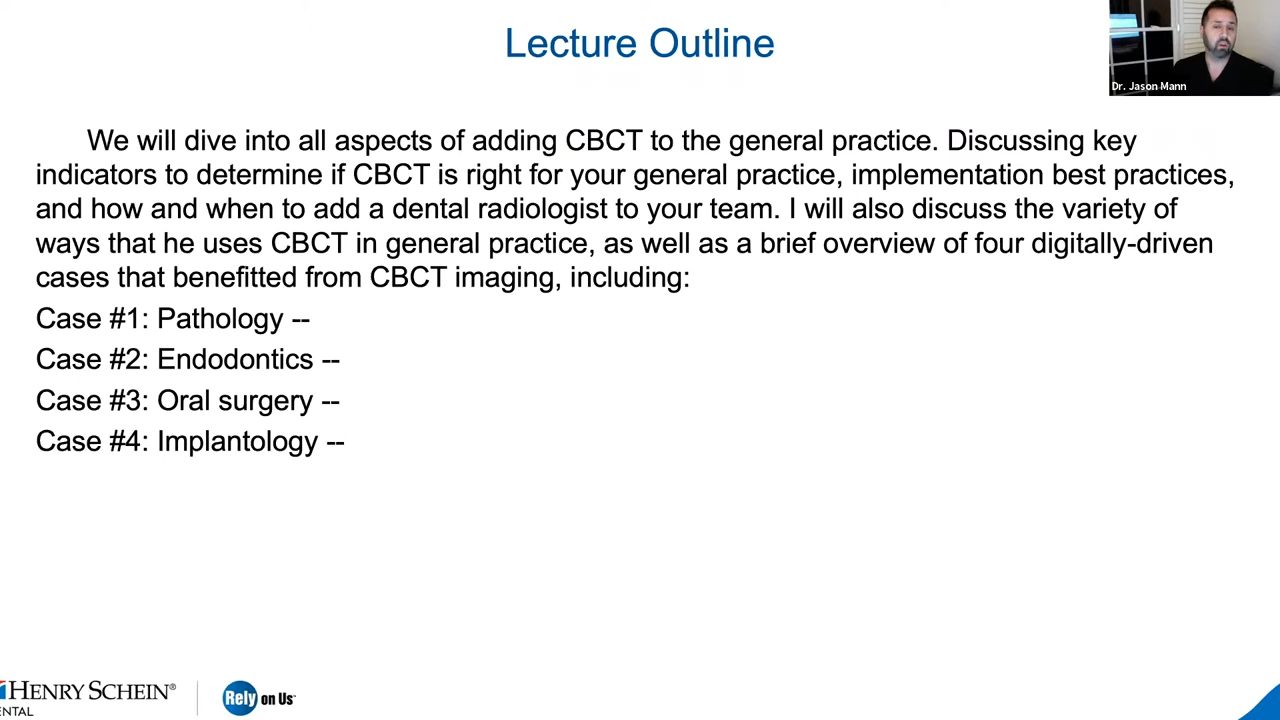 Lecture Outline
Dr. Jason Mann
We will dive into all aspects of adding CBCT to the general practice. Discussing key
indicators to determine if CBCT is right for your general practice, implementation best practices,
and how and when to add a dental radiologist to your team. I will also discuss the variety of
ways that he uses CBCT in general practice, as well as a brief overview of four digitally-driven
cases that benefitted from CBCT imaging, including:
Case #1: Pathology --
Case #2: Endodontics --
Case #3: Oral surgery --
Case #4: Implantology --
HENRY SCHEIN®
ENTAL
Rely on Us™